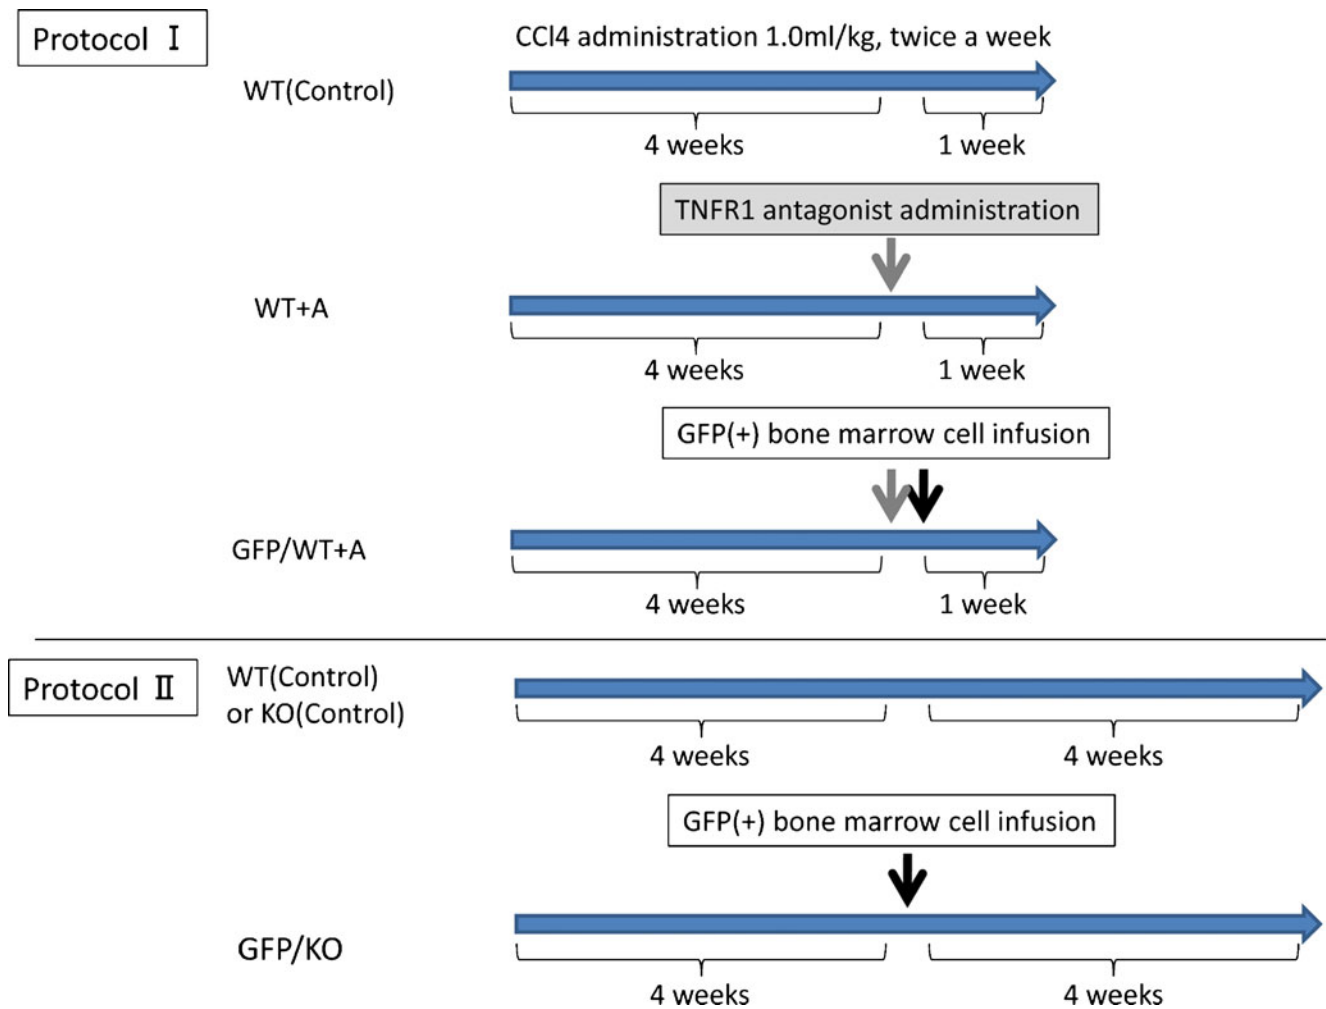 Protocol Ⅰ
CCl4 administration 1.0ml/kg, twice a week
WT(Control)
4 weeks
1 week
TNFR1 antagonist administration
WT+A
4 weeks
1 week
GFP(+) bone marrow cell infusion
GFP/WT+A
4 weeks
1 week
Protocol Ⅱ
WT(Control)
or KO(Control)
4 weeks
4 weeks
GFP(+) bone marrow cell infusion
GFP/KO
4 weeks
4 weeks